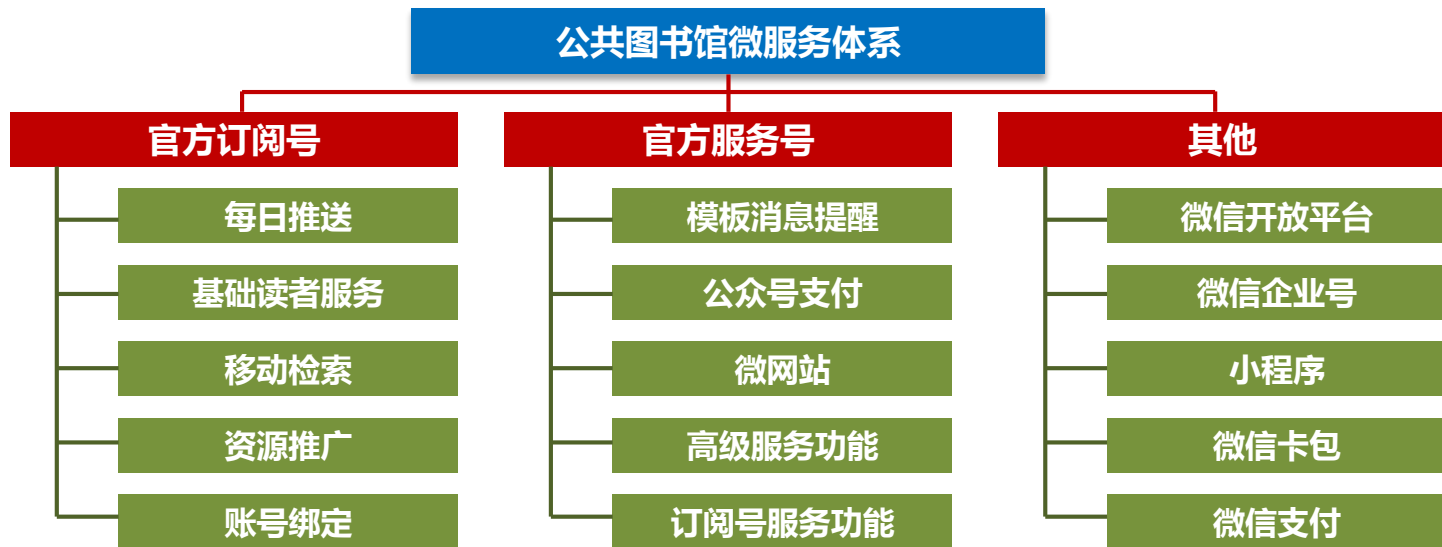 公共图书馆微服务体系
官方订阅号
每日推送
基础读者服务
移动检索
资源推广
账号绑定
官方服务号
模板消息提醒
公众号支付
微网站
高级服务功能
订阅号服务功能
其他
微信开放平台
微信企业号
小程序
微信卡包
微信支付